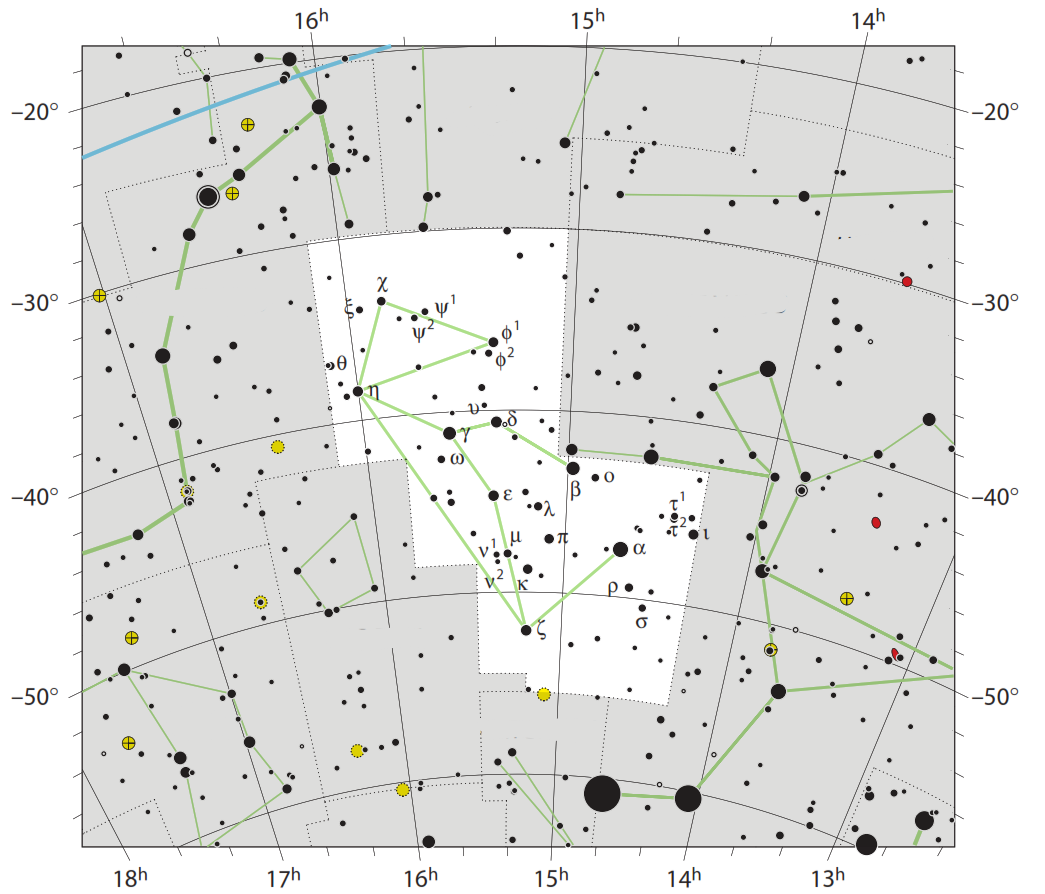 16ʰ 15ʰ 14ʰ
−20° −20°
χ
−30° ξ ψ¹ −30°
ψ² ϕ¹
θ ϕ²
η
υ δ
γ
ω β ο
−40° ε τ¹ −40°
λ τ² ι
μ π α
ν¹
ν² κ ρ
σ
ζ
−50° −50°
18ʰ 17ʰ 16ʰ 15ʰ 14ʰ 13ʰ